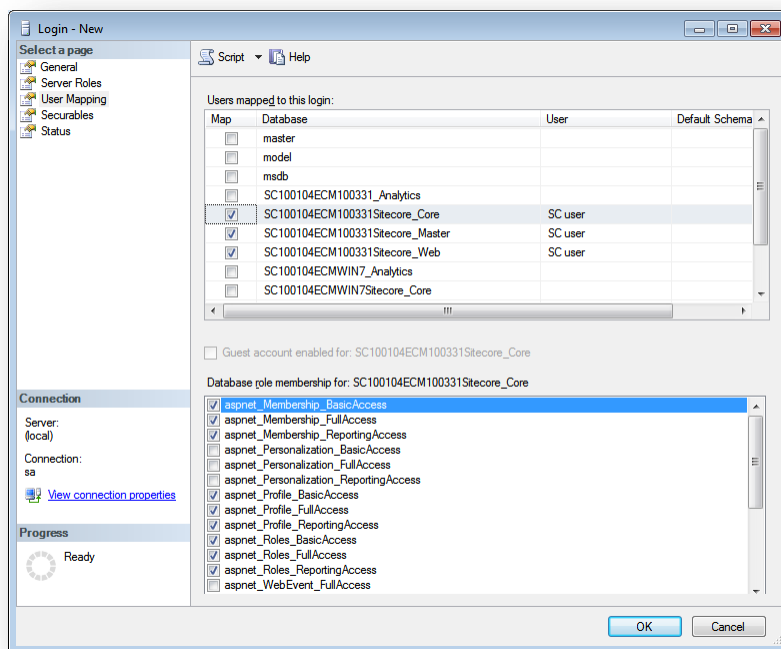 Login - New
Select a page
General
Server Roles
User Mapping
Securables
Status
Script Help
Users mapped to this login:
Map Database User Default Schema
master
model
msdb
SC100104ECM100331_Analytics
SC100104ECM100331Sitecore_Core SC user
SC100104ECM100331Sitecore_Master SC user
SC100104ECM100331Sitecore_Web SC user
SC100104ECMWIN7_Analytics
SC100104ECMWIN7Sitecore_Core
Guest account enabled for: SC100104ECM100331Sitecore_Core
Database role membership for: SC100104ECM100331Sitecore_Core
aspnet_Membership_BasicAccess
aspnet_Membership_FullAccess
aspnet_Membership_ReportingAccess
aspnet_Personalization_BasicAccess
aspnet_Personalization_FullAccess
aspnet_Personalization_ReportingAccess
aspnet_Profile_BasicAccess
aspnet_Profile_FullAccess
aspnet_Profile_ReportingAccess
aspnet_Roles_BasicAccess
aspnet_Roles_FullAccess
aspnet_Roles_ReportingAccess
aspnet_WebEvent_FullAccess
Connection
Server:
(local)
Connection:
sa
View connection properties
Progress
Ready
OK Cancel